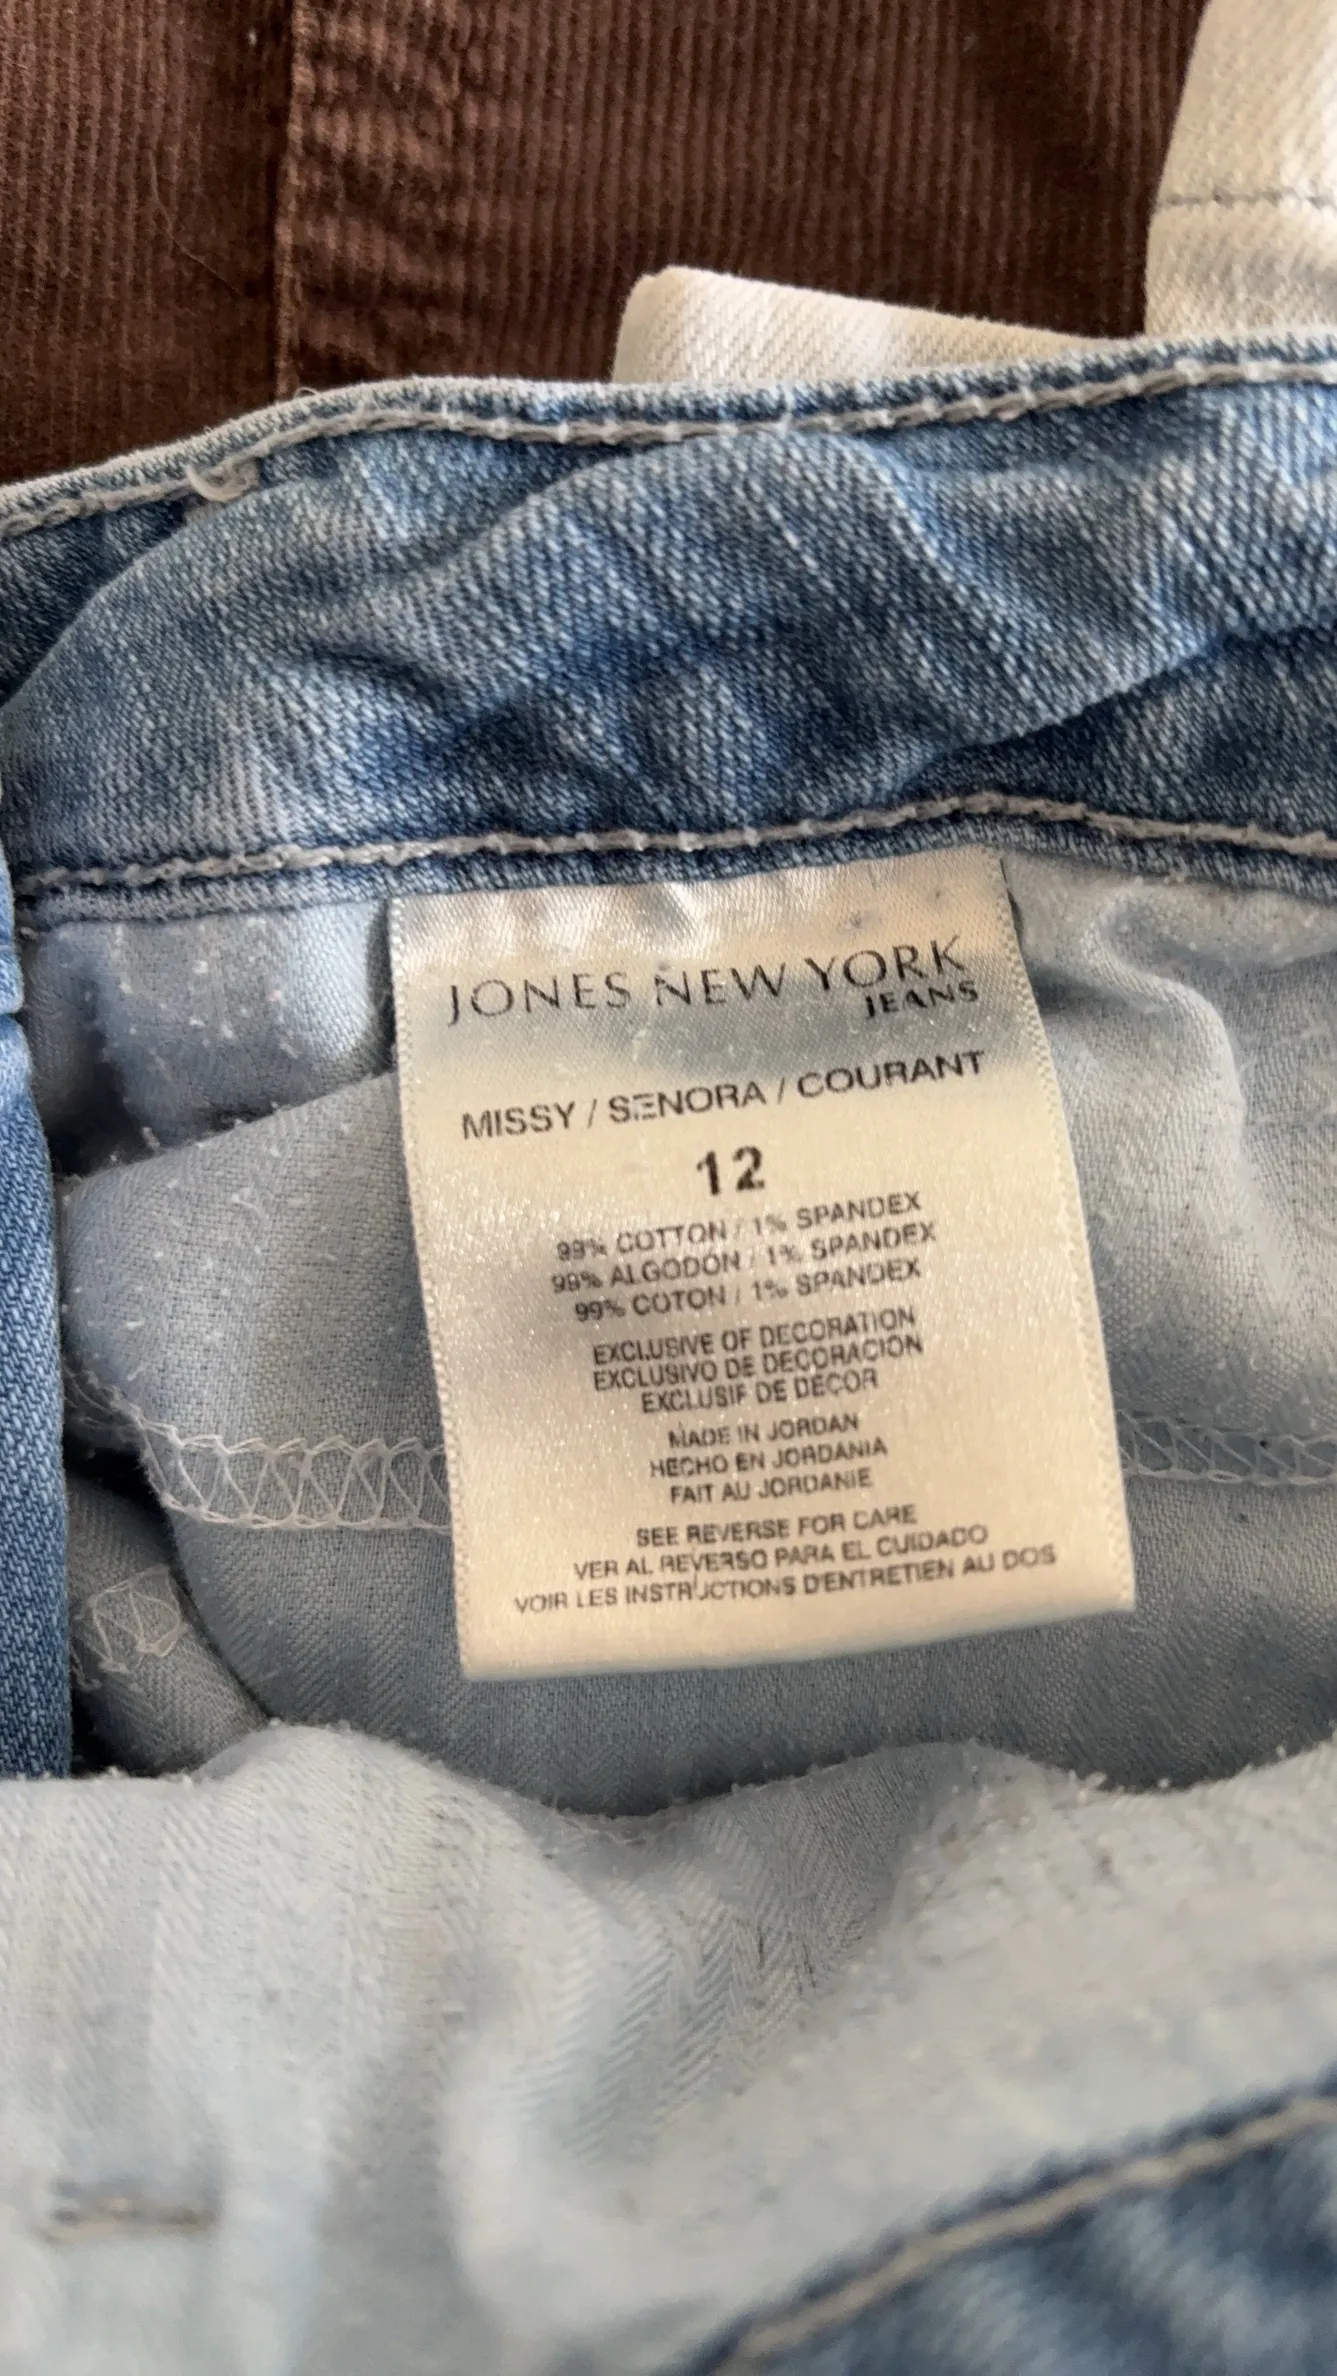 JONES NEW YORK
JEANS
MISSY / SENORA / COURANT
12
99% COTTON / 1% SPANDEX
99% ALGODÓN / 1% SPANDEX
99% COTON / 1% SPANDEX
EXCLUSIVE OF DECORATION
EXCLUSIVO DE DECORACION
EXCLUSIF DE DECOR
MADE IN JORDAN
HECHO EN JORDANIA
FAIT AU JORDANIE
SEE REVERSE FOR CARE
VER AL REVERSO PARA EL CUIDADO
VOIR LES INSTRUCTIONS D'ENTRETIEN AU DOS